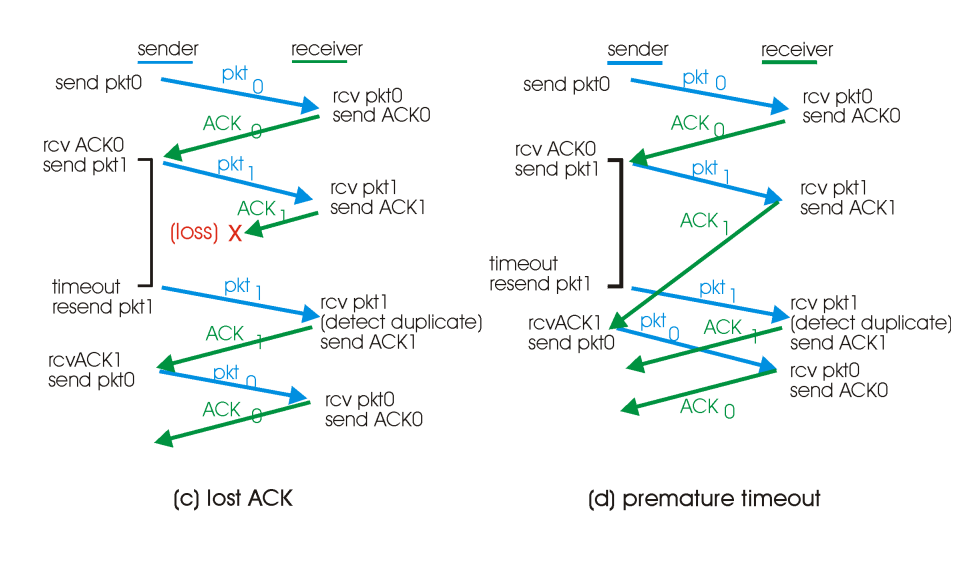 sender
receiver
send pkt0
pkt 0
rcv pkt0
send ACK0
ACK 0
rcv ACK0
send pkt1
pkt 1
rcv pkt1
send ACK1
ACK 1
(loss) X
timeout
resend pkt1
pkt 1
rcv pkt1
(detect duplicate)
send ACK1
ACK 1
rcvACK1
send pkt0
pkt 0
rcv pkt0
send ACK0
ACK 0
(c) lost ACK
sender
receiver
send pkt0
pkt 0
rcv pkt0
send ACK0
ACK 0
rcv ACK0
send pkt1
pkt 1
rcv pkt1
send ACK1
ACK 1
timeout
resend pkt1
pkt 1
rcv pkt1
(detect duplicate)
send ACK1
rcvACK1
send pkt0
pkt 0
ACK 1
rcv pkt0
send ACK0
ACK 0
(d) premature timeout